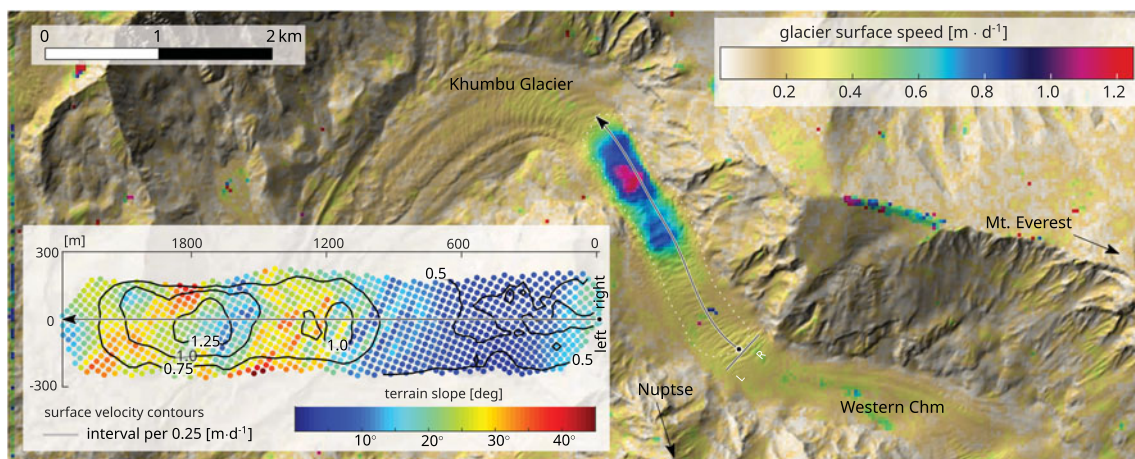 0 1 2 km
glacier surface speed [m · d-1]
0.2 0.4 0.6 0.8 1.0 1.2
Khumbu Glacier
Mt. Everest
[m] 1800 1200 600 0
300
0
-300
0.5
right
left
1.25
1.0
1.0
0.75
0.5
terrain slope [deg]
10° 20° 30° 40°
surface velocity contours
interval per 0.25 [m·d-1]
R
L
Nuptse
Western Chm